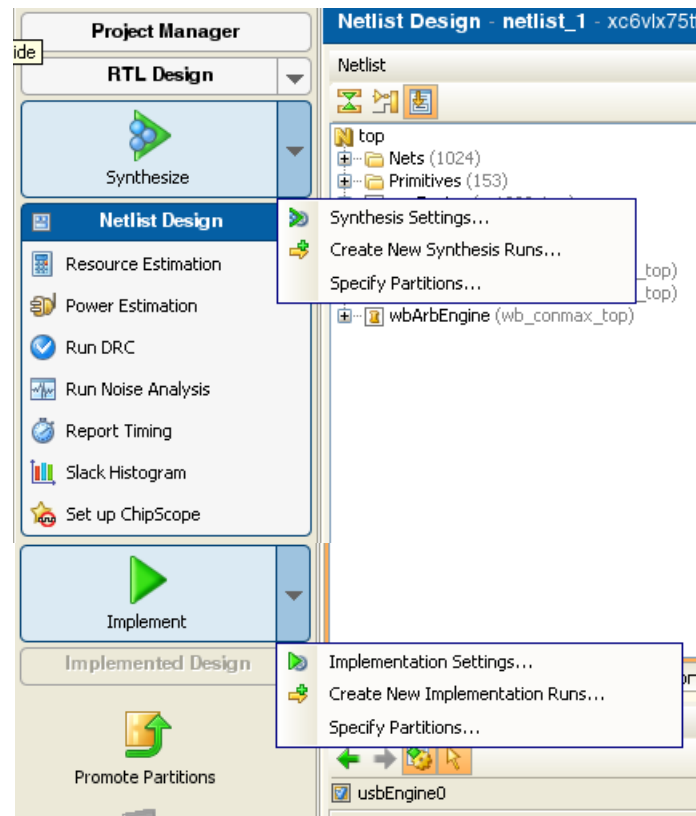 Project Manager
ide
RTL Design
Synthesize
Netlist Design
Resource Estimation
Power Estimation
Run DRC
Run Noise Analysis
Report Timing
Slack Histogram
Set up ChipScope
Implement
Implemented Design
Promote Partitions
Netlist Design - netlist_1 - xc6vlx75t
Netlist
top
Nets (1024)
Primitives (153)
Synthesis Settings...
Create New Synthesis Runs...
Specify Partitions...
_top)
_top)
wbArbEngine (wb_conmax_top)
Implementation Settings...
Create New Implementation Runs...
Specify Partitions...
usbEngine0